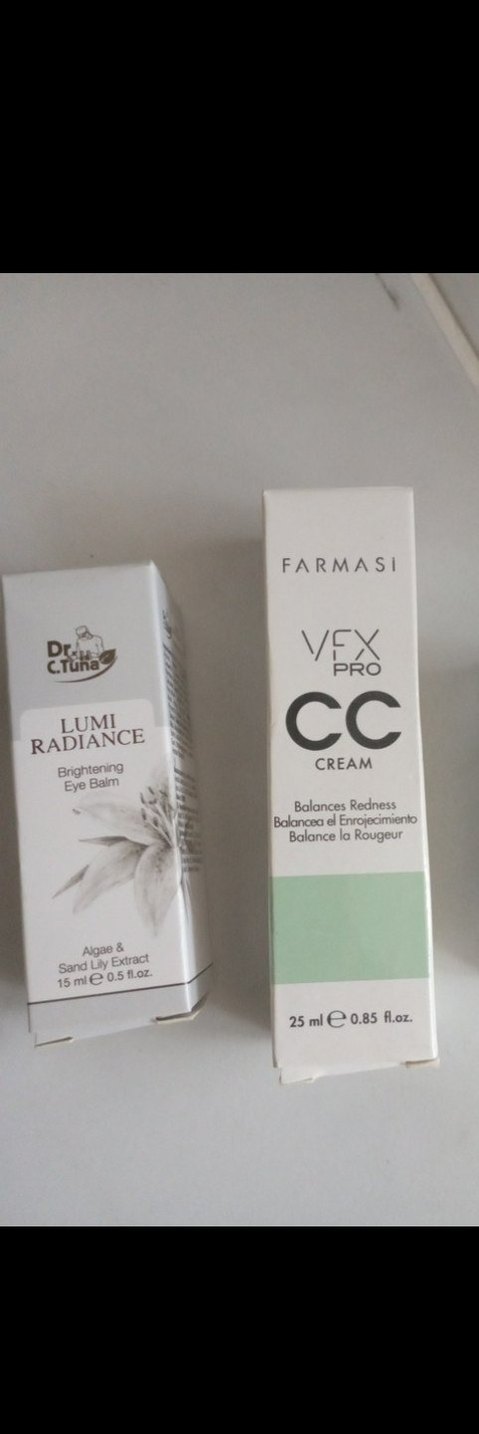 Dr.
C.Tuna
LUMI
RADIANCE
Brightening
Eye Balm
Algae &
Sand Lily Extract
15 ml ℮ 0.5 fl.oz.
FARMASi
VFX
PRO
CC
CREAM
Balances Redness
Balancea el Enrojecimiento
Balance la Rougeur
25 ml ℮ 0.85 fl.oz.